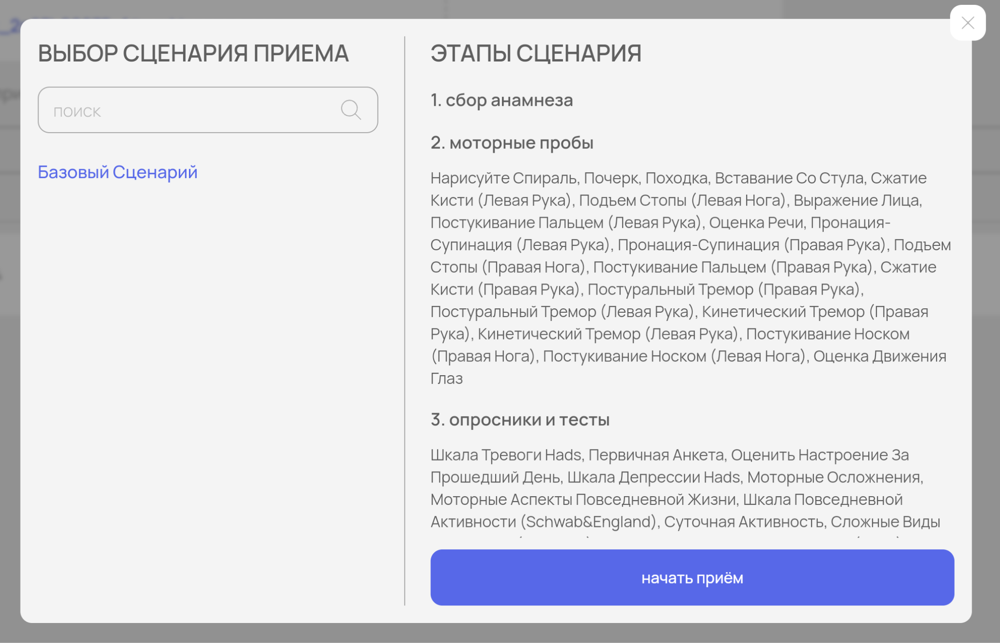 ВЫБОР СЦЕНАРИЯ ПРИЕМА
поиск
Базовый Сценарий
ЭТАПЫ СЦЕНАРИЯ
1. сбор анамнеза
2. моторные пробы
Нарисуйте Спираль, Почерк, Походка, Вставание Со Стула, Сжатие
Кисти (Левая Рука), Подъем Стопы (Левая Нога), Выражение Лица,
Постукивание Пальцем (Левая Рука), Оценка Речи, Пронация-
Супинация (Левая Рука), Пронация-Супинация (Правая Рука), Подъем
Стопы (Правая Нога), Постукивание Пальцем (Правая Рука), Сжатие
Кисти (Правая Рука), Постуральный Тремор (Правая Рука),
Постуральный Тремор (Левая Рука), Кинетический Тремор (Правая
Рука), Кинетический Тремор (Левая Рука), Постукивание Носком
(Правая Нога), Постукивание Носком (Левая Нога), Оценка Движения
Глаз
3. опросники и тесты
Шкала Тревоги Hads, Первичная Анкета, Оценить Настроение За
Прошедший День, Шкала Депрессии Hads, Моторные Осложнения,
Моторные Аспекты Повседневной Жизни, Шкала Повседневной
Активности (Schwab&England), Суточная Активность, Сложные Виды
начать приём